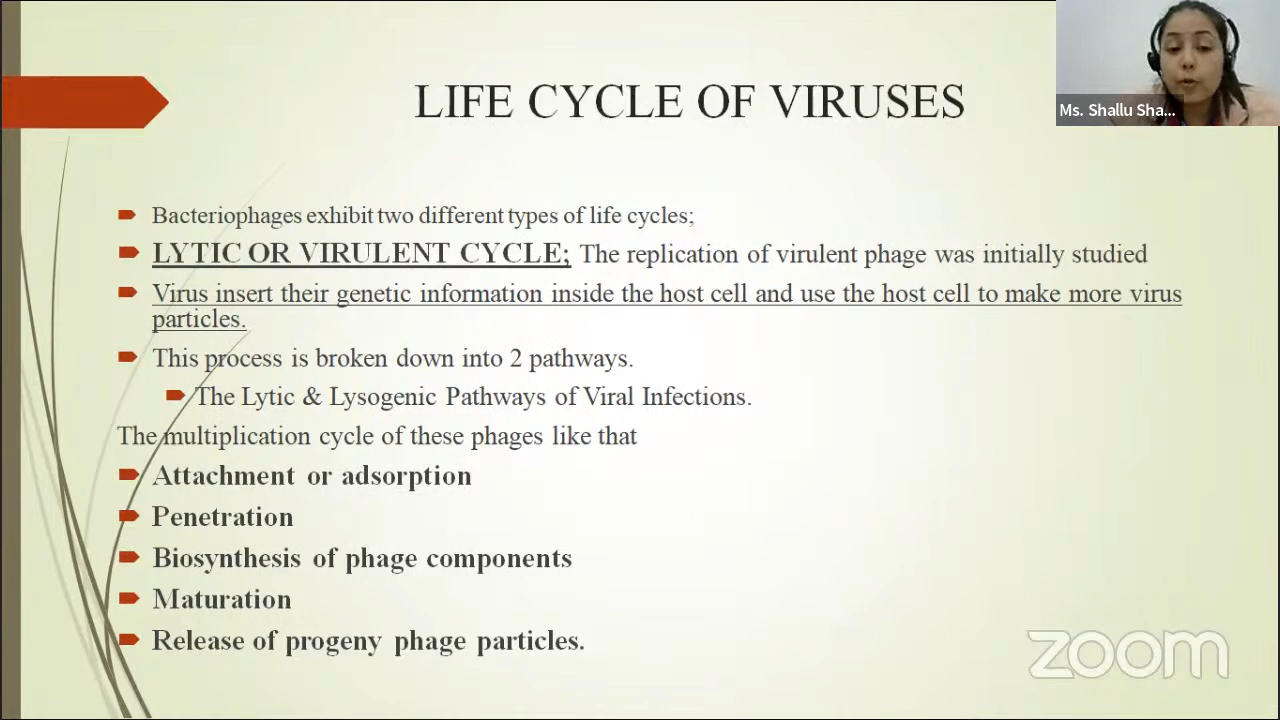 LIFE CYCLE OF VIRUSES
Ms. Shallu Sha...
Bacteriophages exhibit two different types of life cycles;
LYTIC OR VIRULENT CYCLE; The replication of virulent phage was initially studied
Virus insert their genetic information inside the host cell and use the host cell to make more virus
particles.
This process is broken down into 2 pathways.
The Lytic & Lysogenic Pathways of Viral Infections.
The multiplication cycle of these phages like that
Attachment or adsorption
Penetration
Biosynthesis of phage components
Maturation
Release of progeny phage particles.
zoom